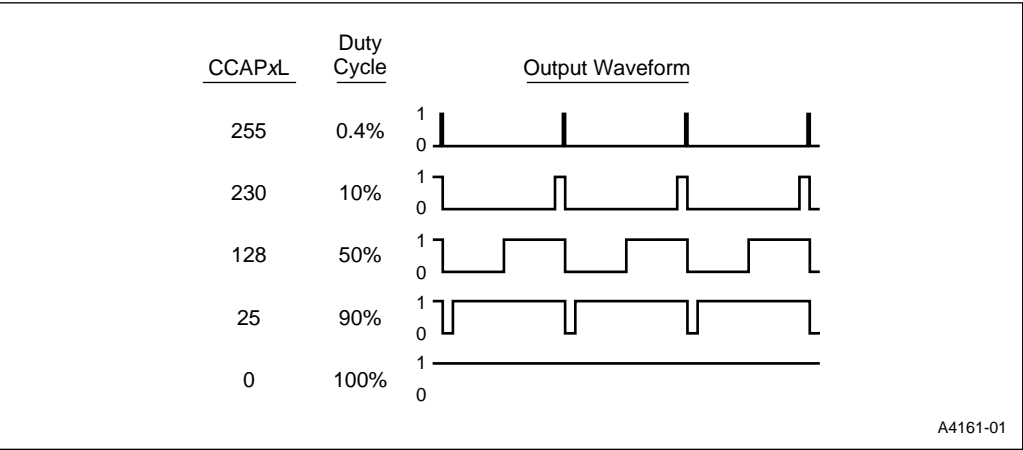 Duty
CCAPxL Cycle Output Waveform
255 0.4% 1
0
230 10% 1
0
128 50% 1
0
25 90% 1
0
0 100% 1
0
A4161-01